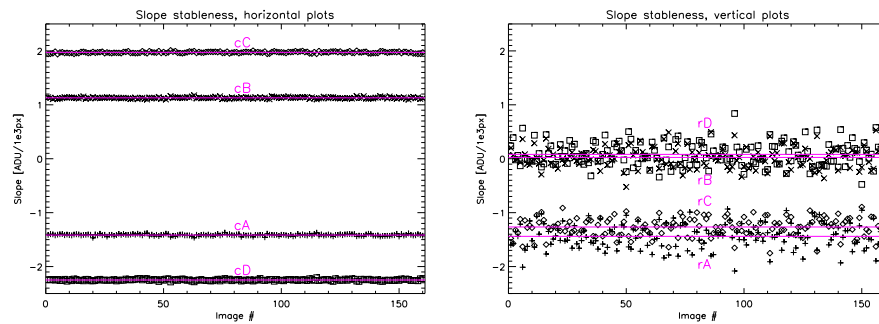 Slope stableness, horizontal plots
Slope [ADU/1e3px]
2
1
0
−1
−2
cC
cB
cA
cD
0
50
100
150
Image #
Slope stableness, vertical plots
Slope [ADU/1e3px]
2
1
0
−1
−2
rD
rB
rC
rA
0
50
100
150
Image #